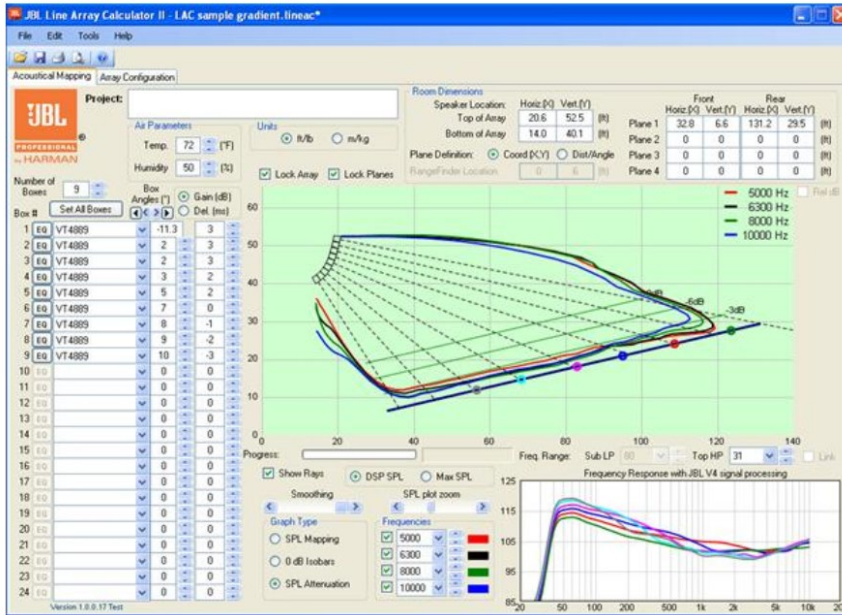 JBL Line Array Calculator II - LAC sample gradient.lineac*
File Edit Tools Help
Acoustical Mapping Array Configuration
JBL
PROFESSIONAL
by HARMAN
®
Project:
Air Parameters
Temp. 72 (°F)
Humidity 50 (%)
Units
ft/lb m/kg
Lock Array Lock Planes
Room Dimensions
Speaker Location: Horiz.(X) Vert.(Y)
Top of Array 20.6 52.5 (ft)
Bottom of Array 14.0 40.1 (ft)
Plane Definition: Coord (X,Y) Dist/Angle
RangeFinder Location 0 6 (ft)
Front Rear
Horiz.(X) Vert.(Y) Horiz.(X) Vert.(Y)
Plane 1 32.8 6.6 131.2 29.5 (ft)
Plane 2 0 0 0 0 (ft)
Plane 3 0 0 0 0 (ft)
Plane 4 0 0 0 0 (ft)
Number of Boxes 9
Set All Boxes
Box Angles (°)
Gain (dB)
Del. (ms)
Box #
1 EQ VT4889 -11.3 3
2 EQ VT4889 2 3
3 EQ VT4889 2 3
4 EQ VT4889 3 2
5 EQ VT4889 5 2
6 EQ VT4889 7 0
7 EQ VT4889 8 -1
8 EQ VT4889 9 -2
9 EQ VT4889 10 -3
10 EQ 0 0
11 EQ 0 0
12 EQ 0 0
13 EQ 0 0
14 EQ 0 0
15 EQ 0 0
16 EQ 0 0
17 EQ 0 0
18 EQ 0 0
19 EQ 0 0
20 EQ 0 0
21 EQ 0 0
22 EQ 0 0
23 EQ 0 0
24 EQ 0 0
Version 1.0.0.17 Test
5000 Hz
6300 Hz
8000 Hz
10000 Hz
Rel dB
60
50
40
30
20
10
0 20 40 60 80 100 120 140
-6dB
-3dB
Progress:
Freq. Range: Sub LP 80 Top HP 31 Link
Show Rays
DSP SPL Max SPL
Smoothing
SPL plot zoom
Graph Type
SPL Mapping
0 dB Isobars
SPL Attenuation
Frequencies
5000
6300
8000
10000
Frequency Response with JBL V4 signal processing
125
115
105
95
85
20 50 100 200 500 1k 2k 5k 10k